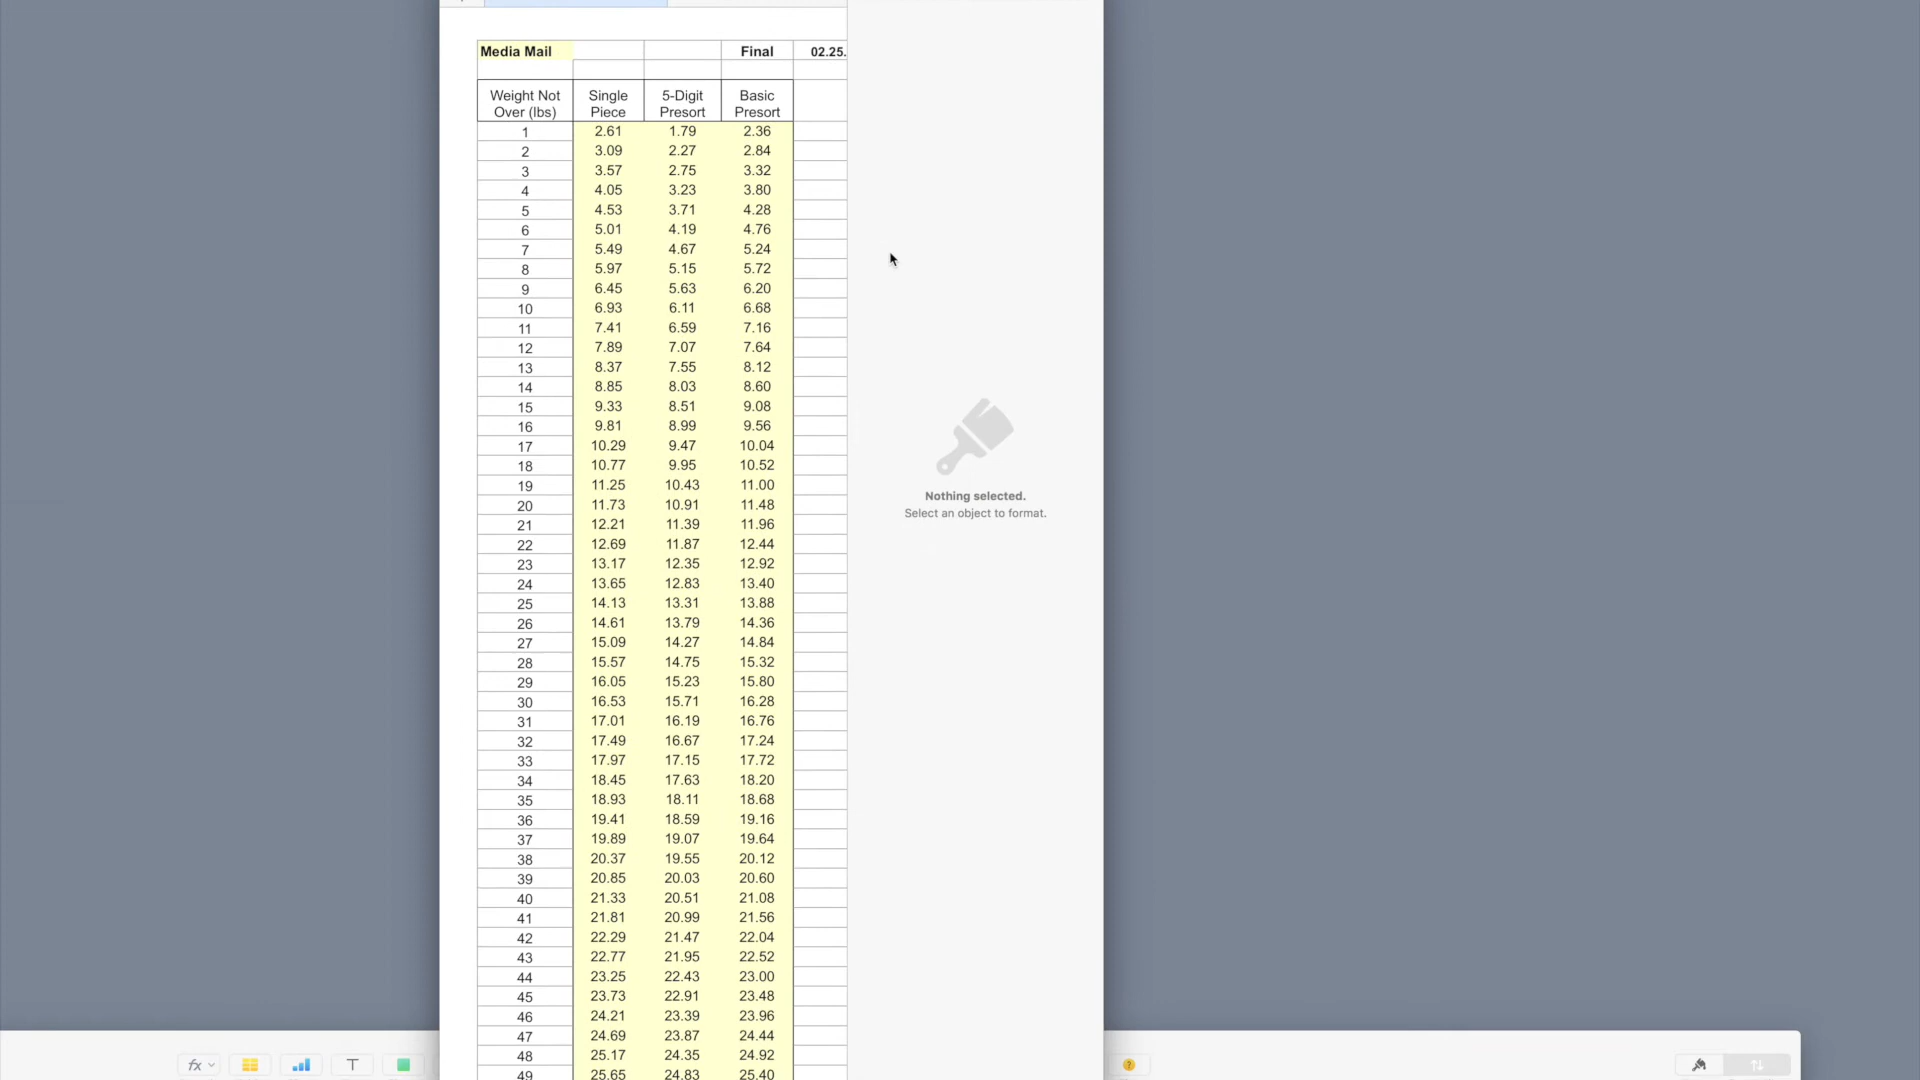 Media Mail Final 02.25.
Weight Not Single 5-Digit Basic
Over (lbs) Piece Presort Presort
1 2.61 1.79 2.36
2 3.09 2.27 2.84
3 3.57 2.75 3.32
4 4.05 3.23 3.80
5 4.53 3.71 4.28
6 5.01 4.19 4.76
7 5.49 4.67 5.24
8 5.97 5.15 5.72
9 6.45 5.63 6.20
10 6.93 6.11 6.68
11 7.41 6.59 7.16
12 7.89 7.07 7.64
13 8.37 7.55 8.12
14 8.85 8.03 8.60
15 9.33 8.51 9.08
16 9.81 8.99 9.56
17 10.29 9.47 10.04
18 10.77 9.95 10.52
19 11.25 10.43 11.00
20 11.73 10.91 11.48
21 12.21 11.39 11.96
22 12.69 11.87 12.44
23 13.17 12.35 12.92
24 13.65 12.83 13.40
25 14.13 13.31 13.88
26 14.61 13.79 14.36
27 15.09 14.27 14.84
28 15.57 14.75 15.32
29 16.05 15.23 15.80
30 16.53 15.71 16.28
31 17.01 16.19 16.76
32 17.49 16.67 17.24
33 17.97 17.15 17.72
34 18.45 17.63 18.20
35 18.93 18.11 18.68
36 19.41 18.59 19.16
37 19.89 19.07 19.64
38 20.37 19.55 20.12
39 20.85 20.03 20.60
40 21.33 20.51 21.08
41 21.81 20.99 21.56
42 22.29 21.47 22.04
43 22.77 21.95 22.52
44 23.25 22.43 23.00
45 23.73 22.91 23.48
46 24.21 23.39 23.96
47 24.69 23.87 24.44
48 25.17 24.35 24.92
49 25.65 24.83 25.40
Nothing selected.
Select an object to format.
fx T ?